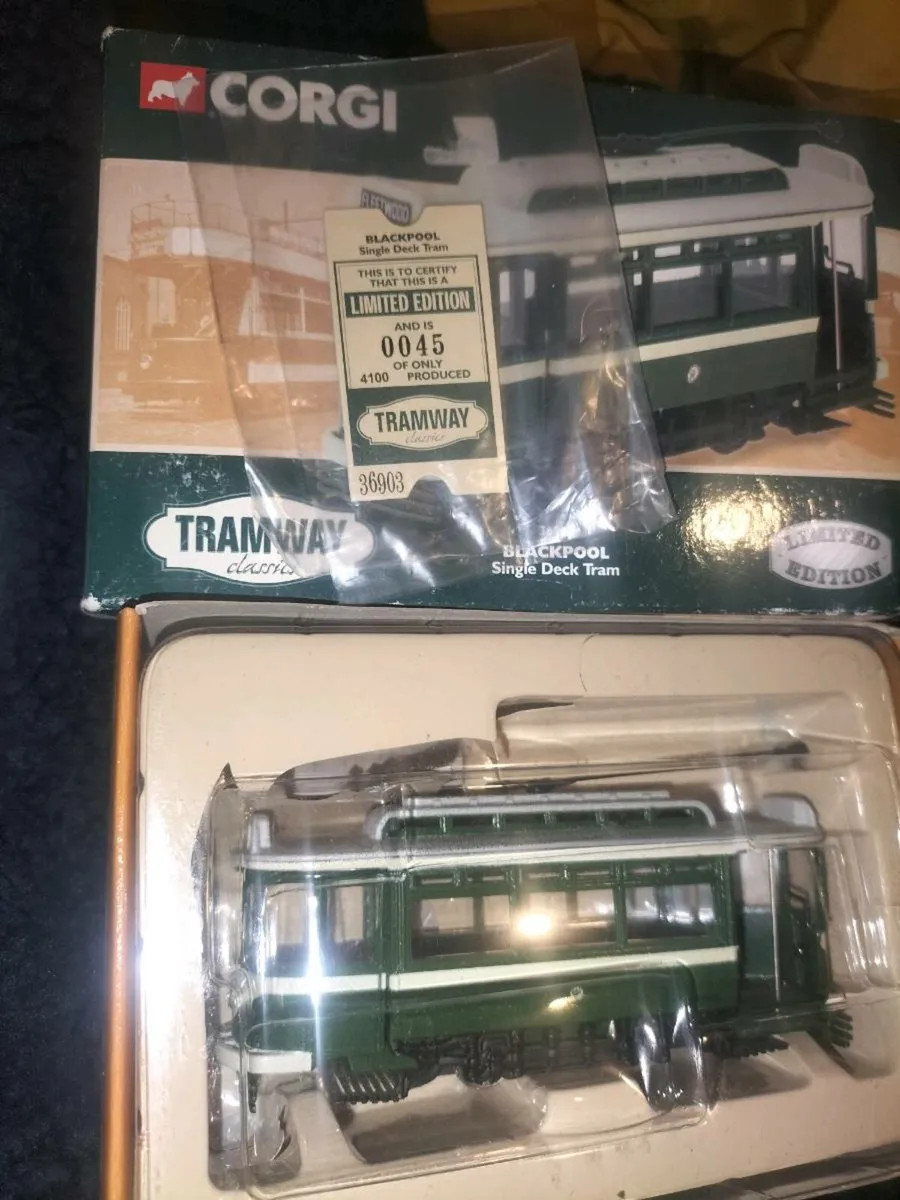 CORGI
FLEETWOOD
BLACKPOOL
Single Deck Tram
THIS IS TO CERTIFY
THAT THIS IS A
LIMITED EDITION
AND IS
0045
OF ONLY
4100 PRODUCED
TRAMWAY
classics
36903
TRAMWAY
classics
BLACKPOOL
Single Deck Tram
LIMITED
EDITION